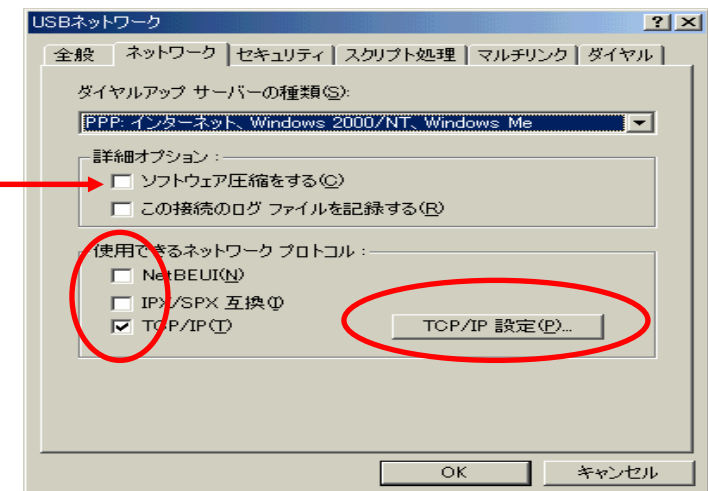 USBネットワーク
全般 ネットワーク セキュリティ スクリプト処理 マルチリンク ダイヤル
ダイヤルアップ サーバーの種類(S):
PPP: インターネット、Windows 2000/NT、Windows Me
詳細オプション:
ソフトウェア圧縮をする(C)
この接続のログ ファイルを記録する(R)
使用できるネットワーク プロトコル:
NetBEUI(N)
IPX/SPX 互換(I)
TCP/IP(T)
TCP/IP 設定(P)...
OK キャンセル